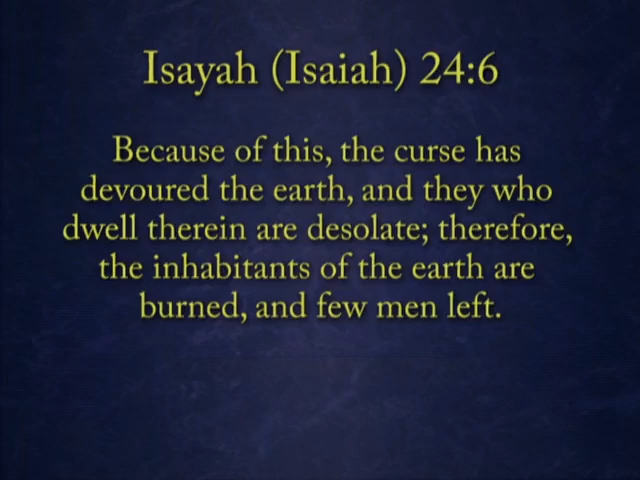 Isayah (Isaiah) 24:6
Because of this, the curse has
devoured the earth, and they who
dwell therein are desolate; therefore,
the inhabitants of the earth are
burned, and few men left.